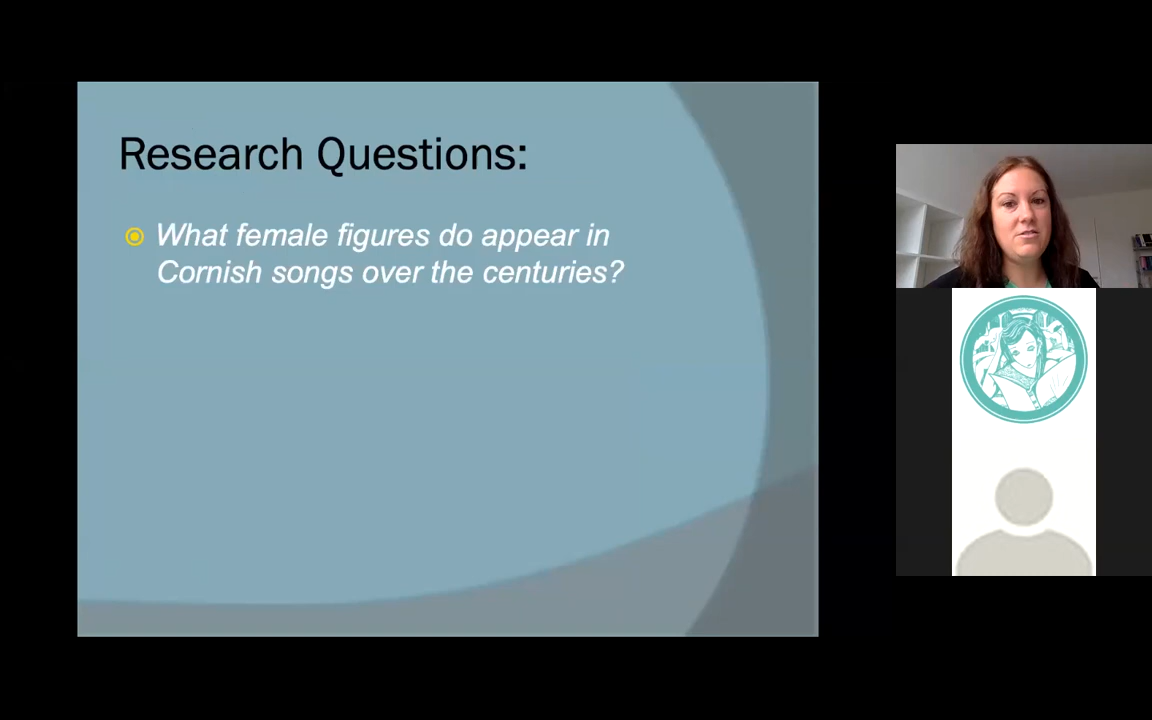 Research Questions:
What female figures do appear in
Cornish songs over the centuries?